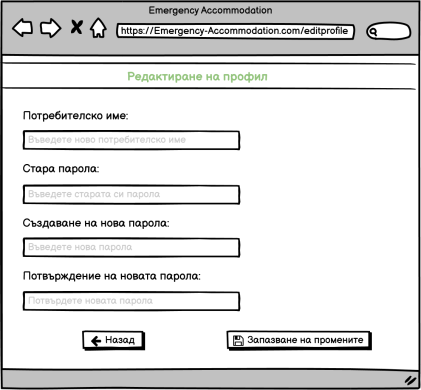 Emergency Accommodation
https://Emergency-Accommodation.com/editprofile
Редактиране на профил
Потребителско име:
Въведете ново потребителско име
Стара парола:
Въведете старата си парола
Създаване на нова парола:
Въведете нова парола
Потвърждение на новата парола:
Потвърдете новата парола
Назад
Запазване на промените